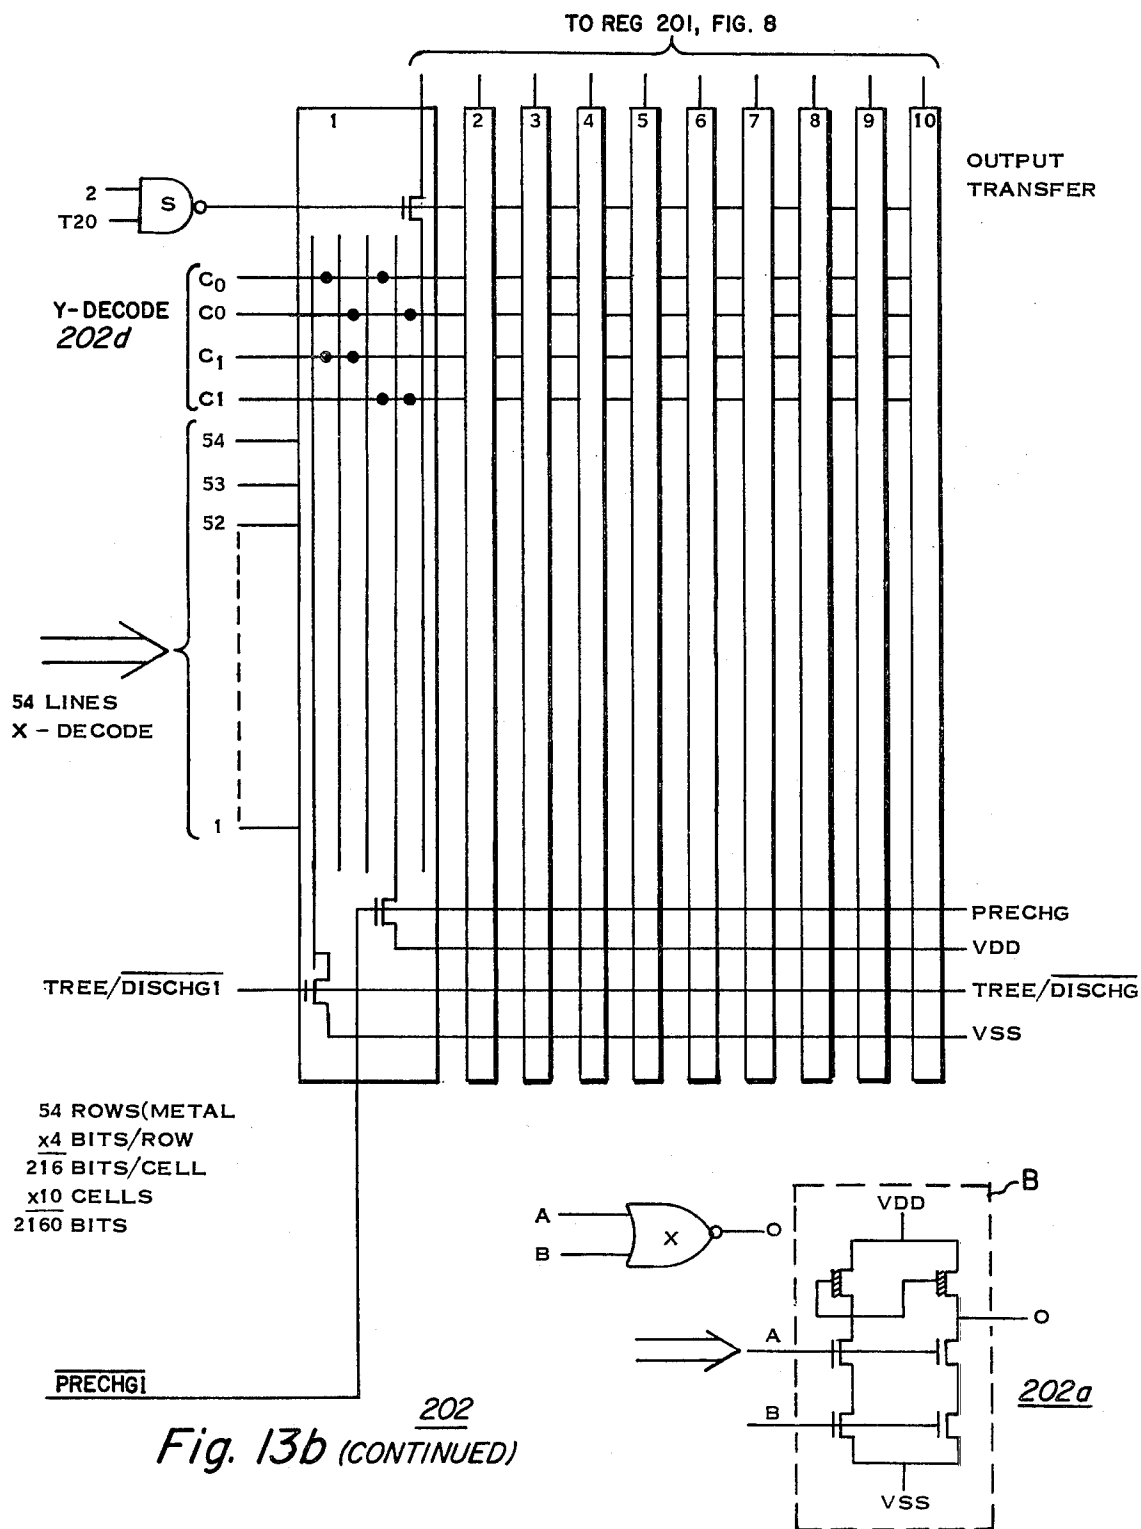 TO REG 201, FIG. 8
1 2 3 4 5 6 7 8 9 10
OUTPUT
TRANSFER
2
T20
S
Y-DECODE
202d
C₀
C0
C₁
C1
54
53
52
54 LINES
X - DECODE
1
PRECHG
VDD
TREE/DISCHG1
TREE/DISCHG
VSS
54 ROWS(METAL
x4 BITS/ROW
216 BITS/CELL
x10 CELLS
2160 BITS
A
B
X
O
B
VDD
O
A
B
VSS
202a
PRECHG1
202
Fig. 13b (CONTINUED)